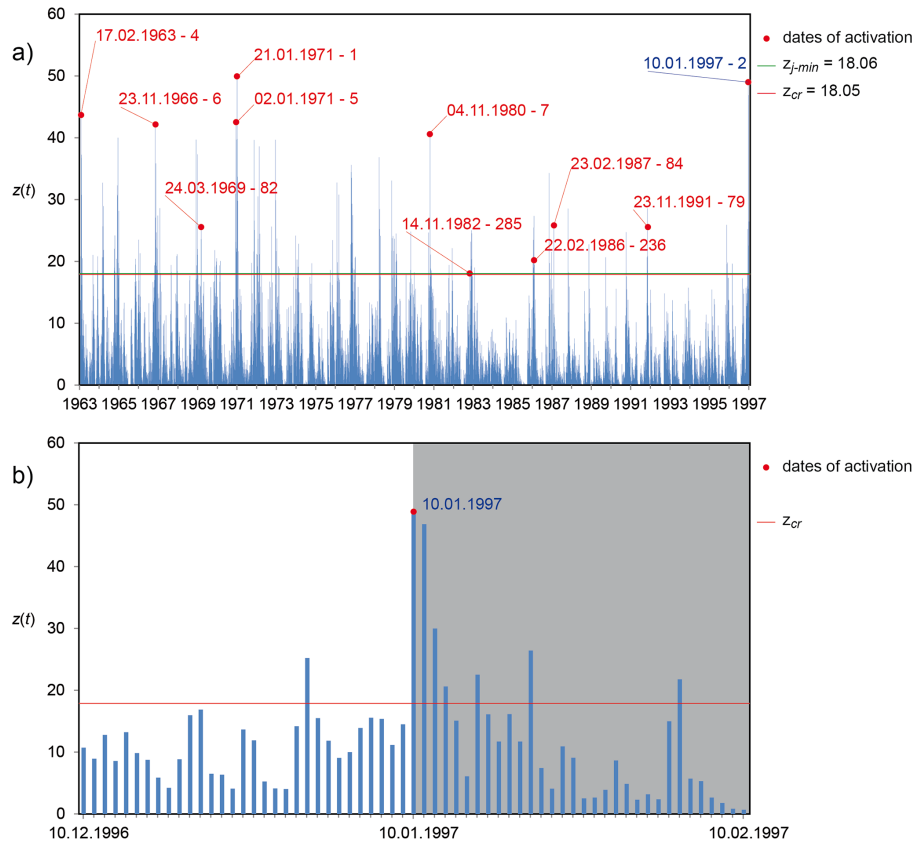 a)
60
50
40
30
20
10
0
z(t)
17.02.1963 - 4
23.11.1966 - 6
24.03.1969 - 82
21.01.1971 - 1
02.01.1971 - 5
04.11.1980 - 7
14.11.1982 - 285
22.02.1986 - 236
23.02.1987 - 84
23.11.1991 - 79
10.01.1997 - 2
dates of activation
zj-min = 18.06
zcr = 18.05
1963 1965 1967 1969 1971 1973 1975 1977 1979 1981 1983 1985 1987 1989 1991 1993 1995 1997
b)
60
50
40
30
20
10
0
z(t)
10.01.1997
dates of activation
zcr
10.12.1996 10.01.1997 10.02.1997